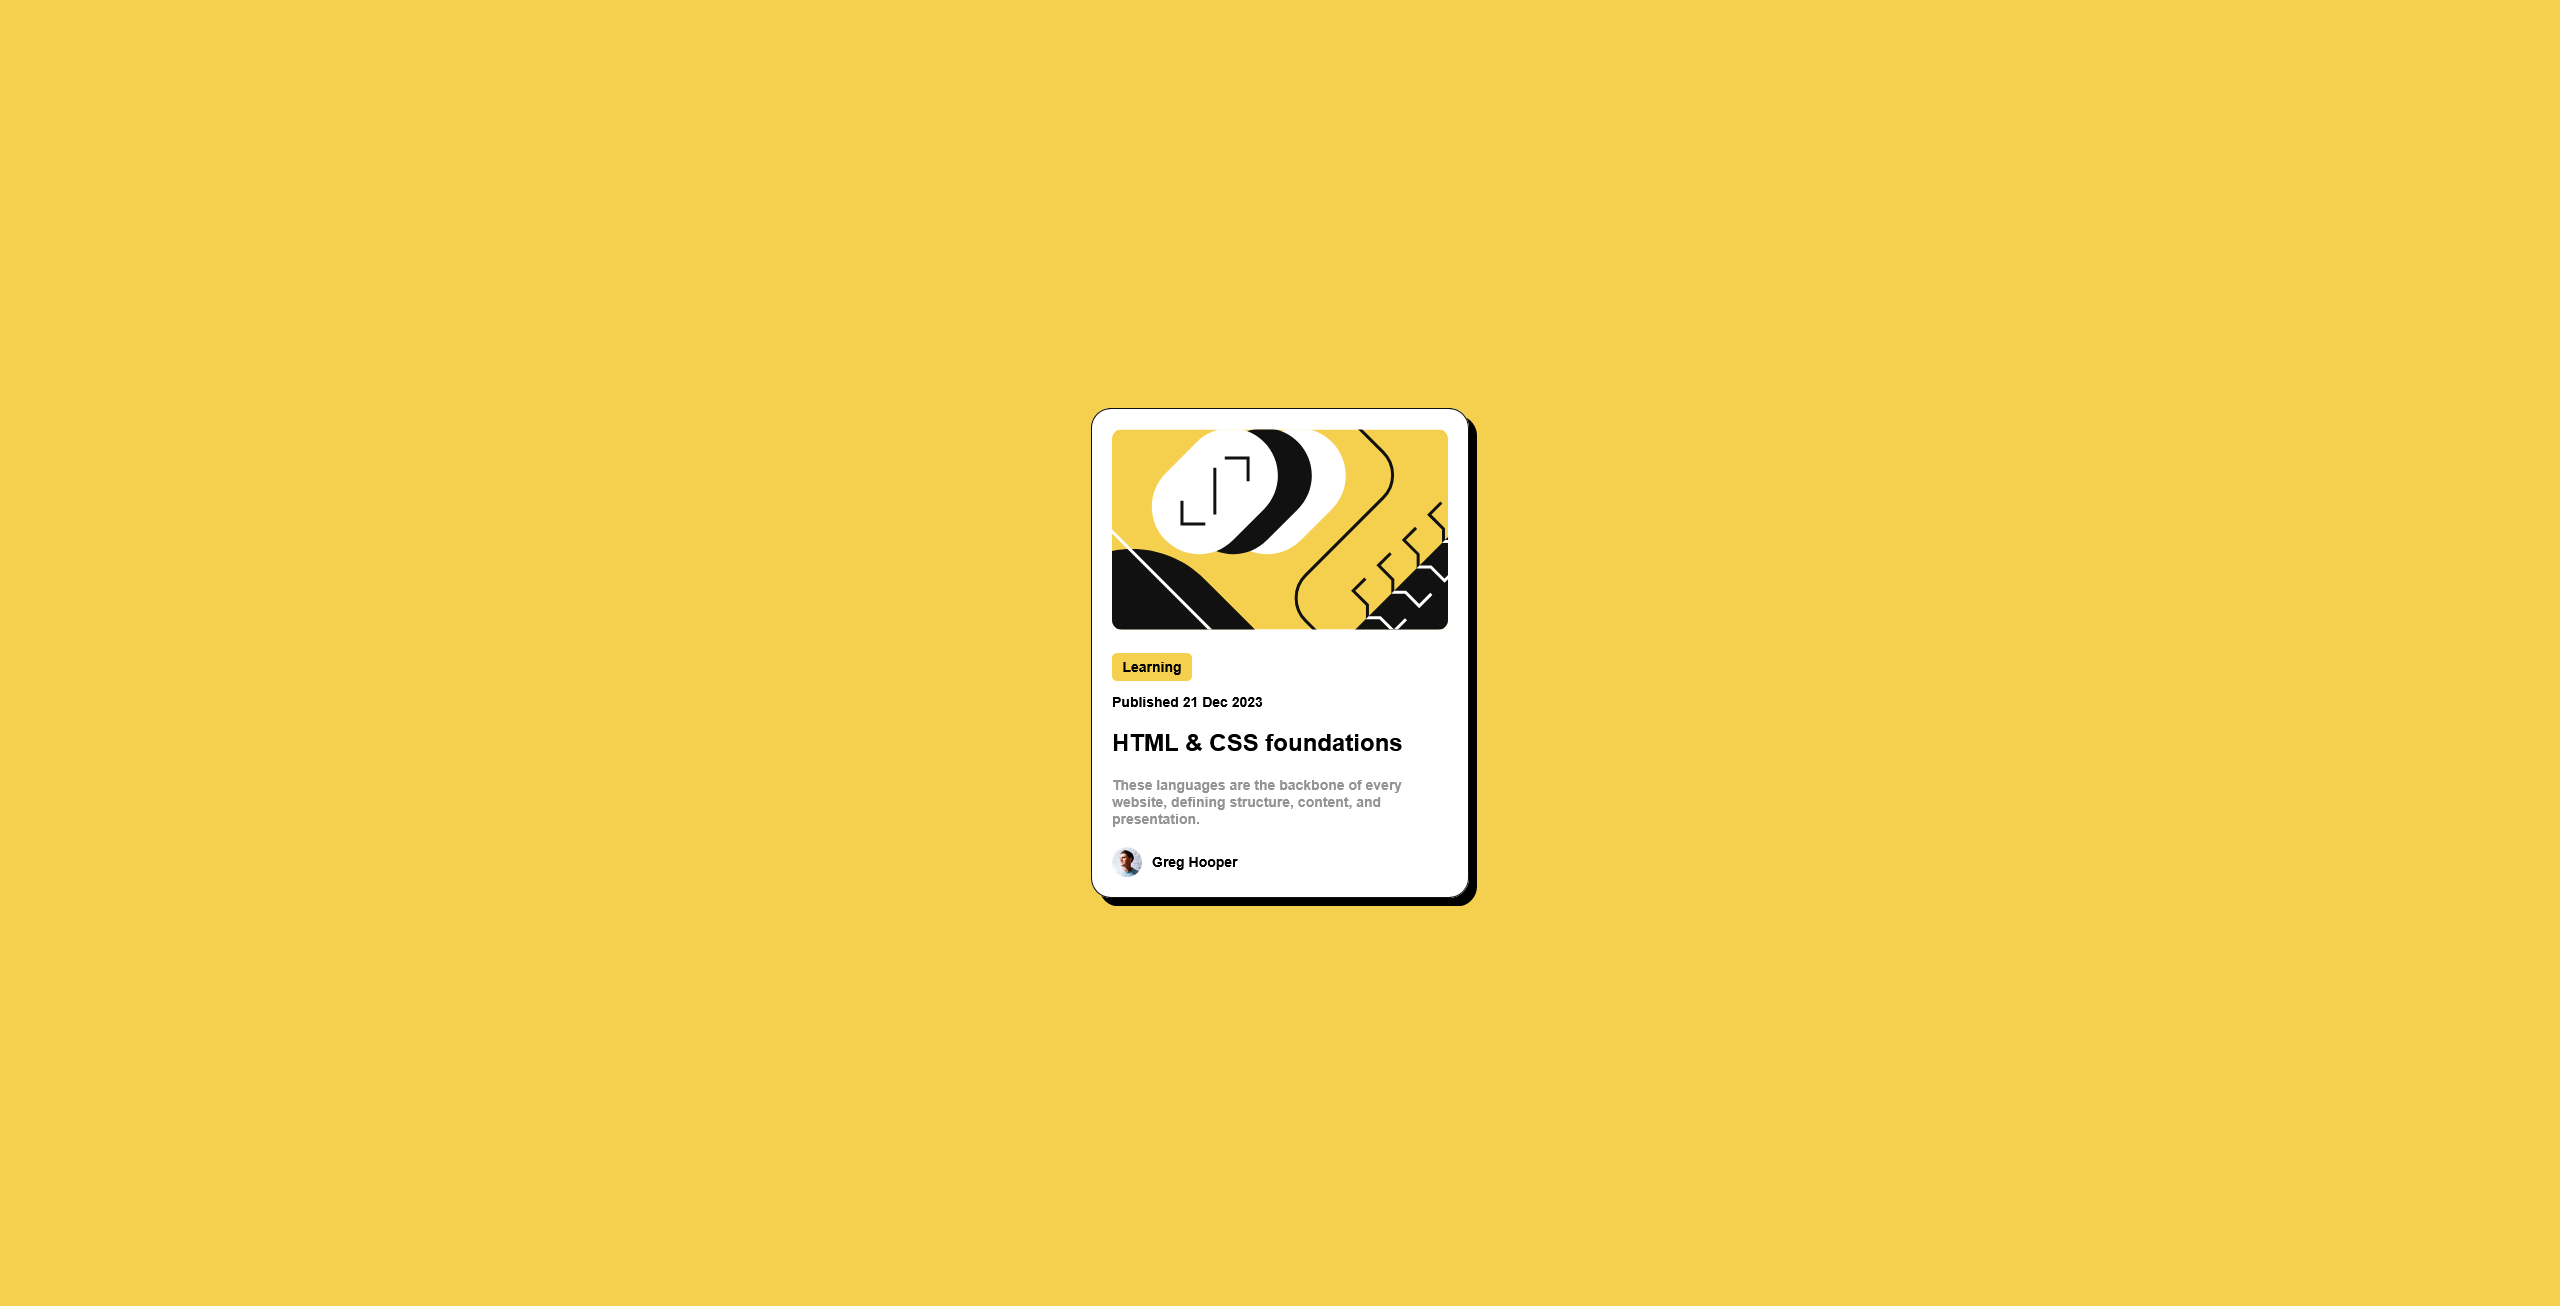 Learning
Published 21 Dec 2023
HTML & CSS foundations
These languages are the backbone of every
website, defining structure, content, and
presentation.
Greg Hooper